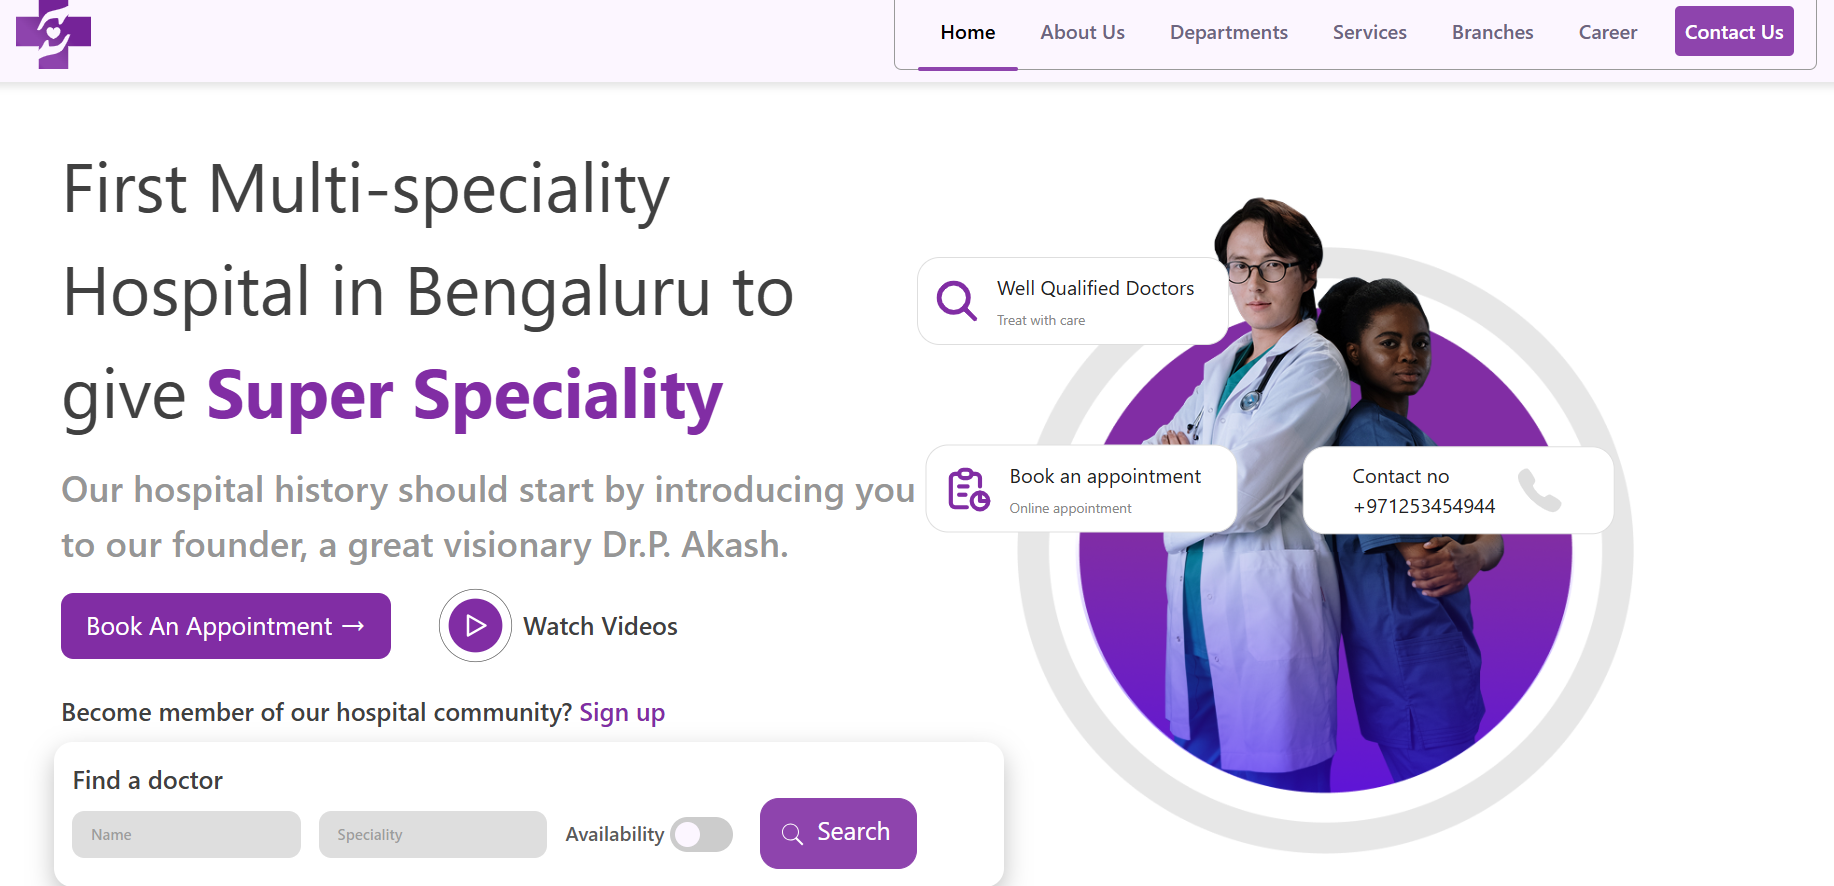 Home About Us Departments Services Branches Career Contact Us
First Multi-speciality
Hospital in Bengaluru to
give Super Speciality
Our hospital history should start by introducing you
to our founder, a great visionary Dr.P. Akash.
Book An Appointment →
Watch Videos
Become member of our hospital community? Sign up
Find a doctor
Name
Speciality
Availability
Search
Well Qualified Doctors
Treat with care
Book an appointment
Online appointment
Contact no
+971253454944